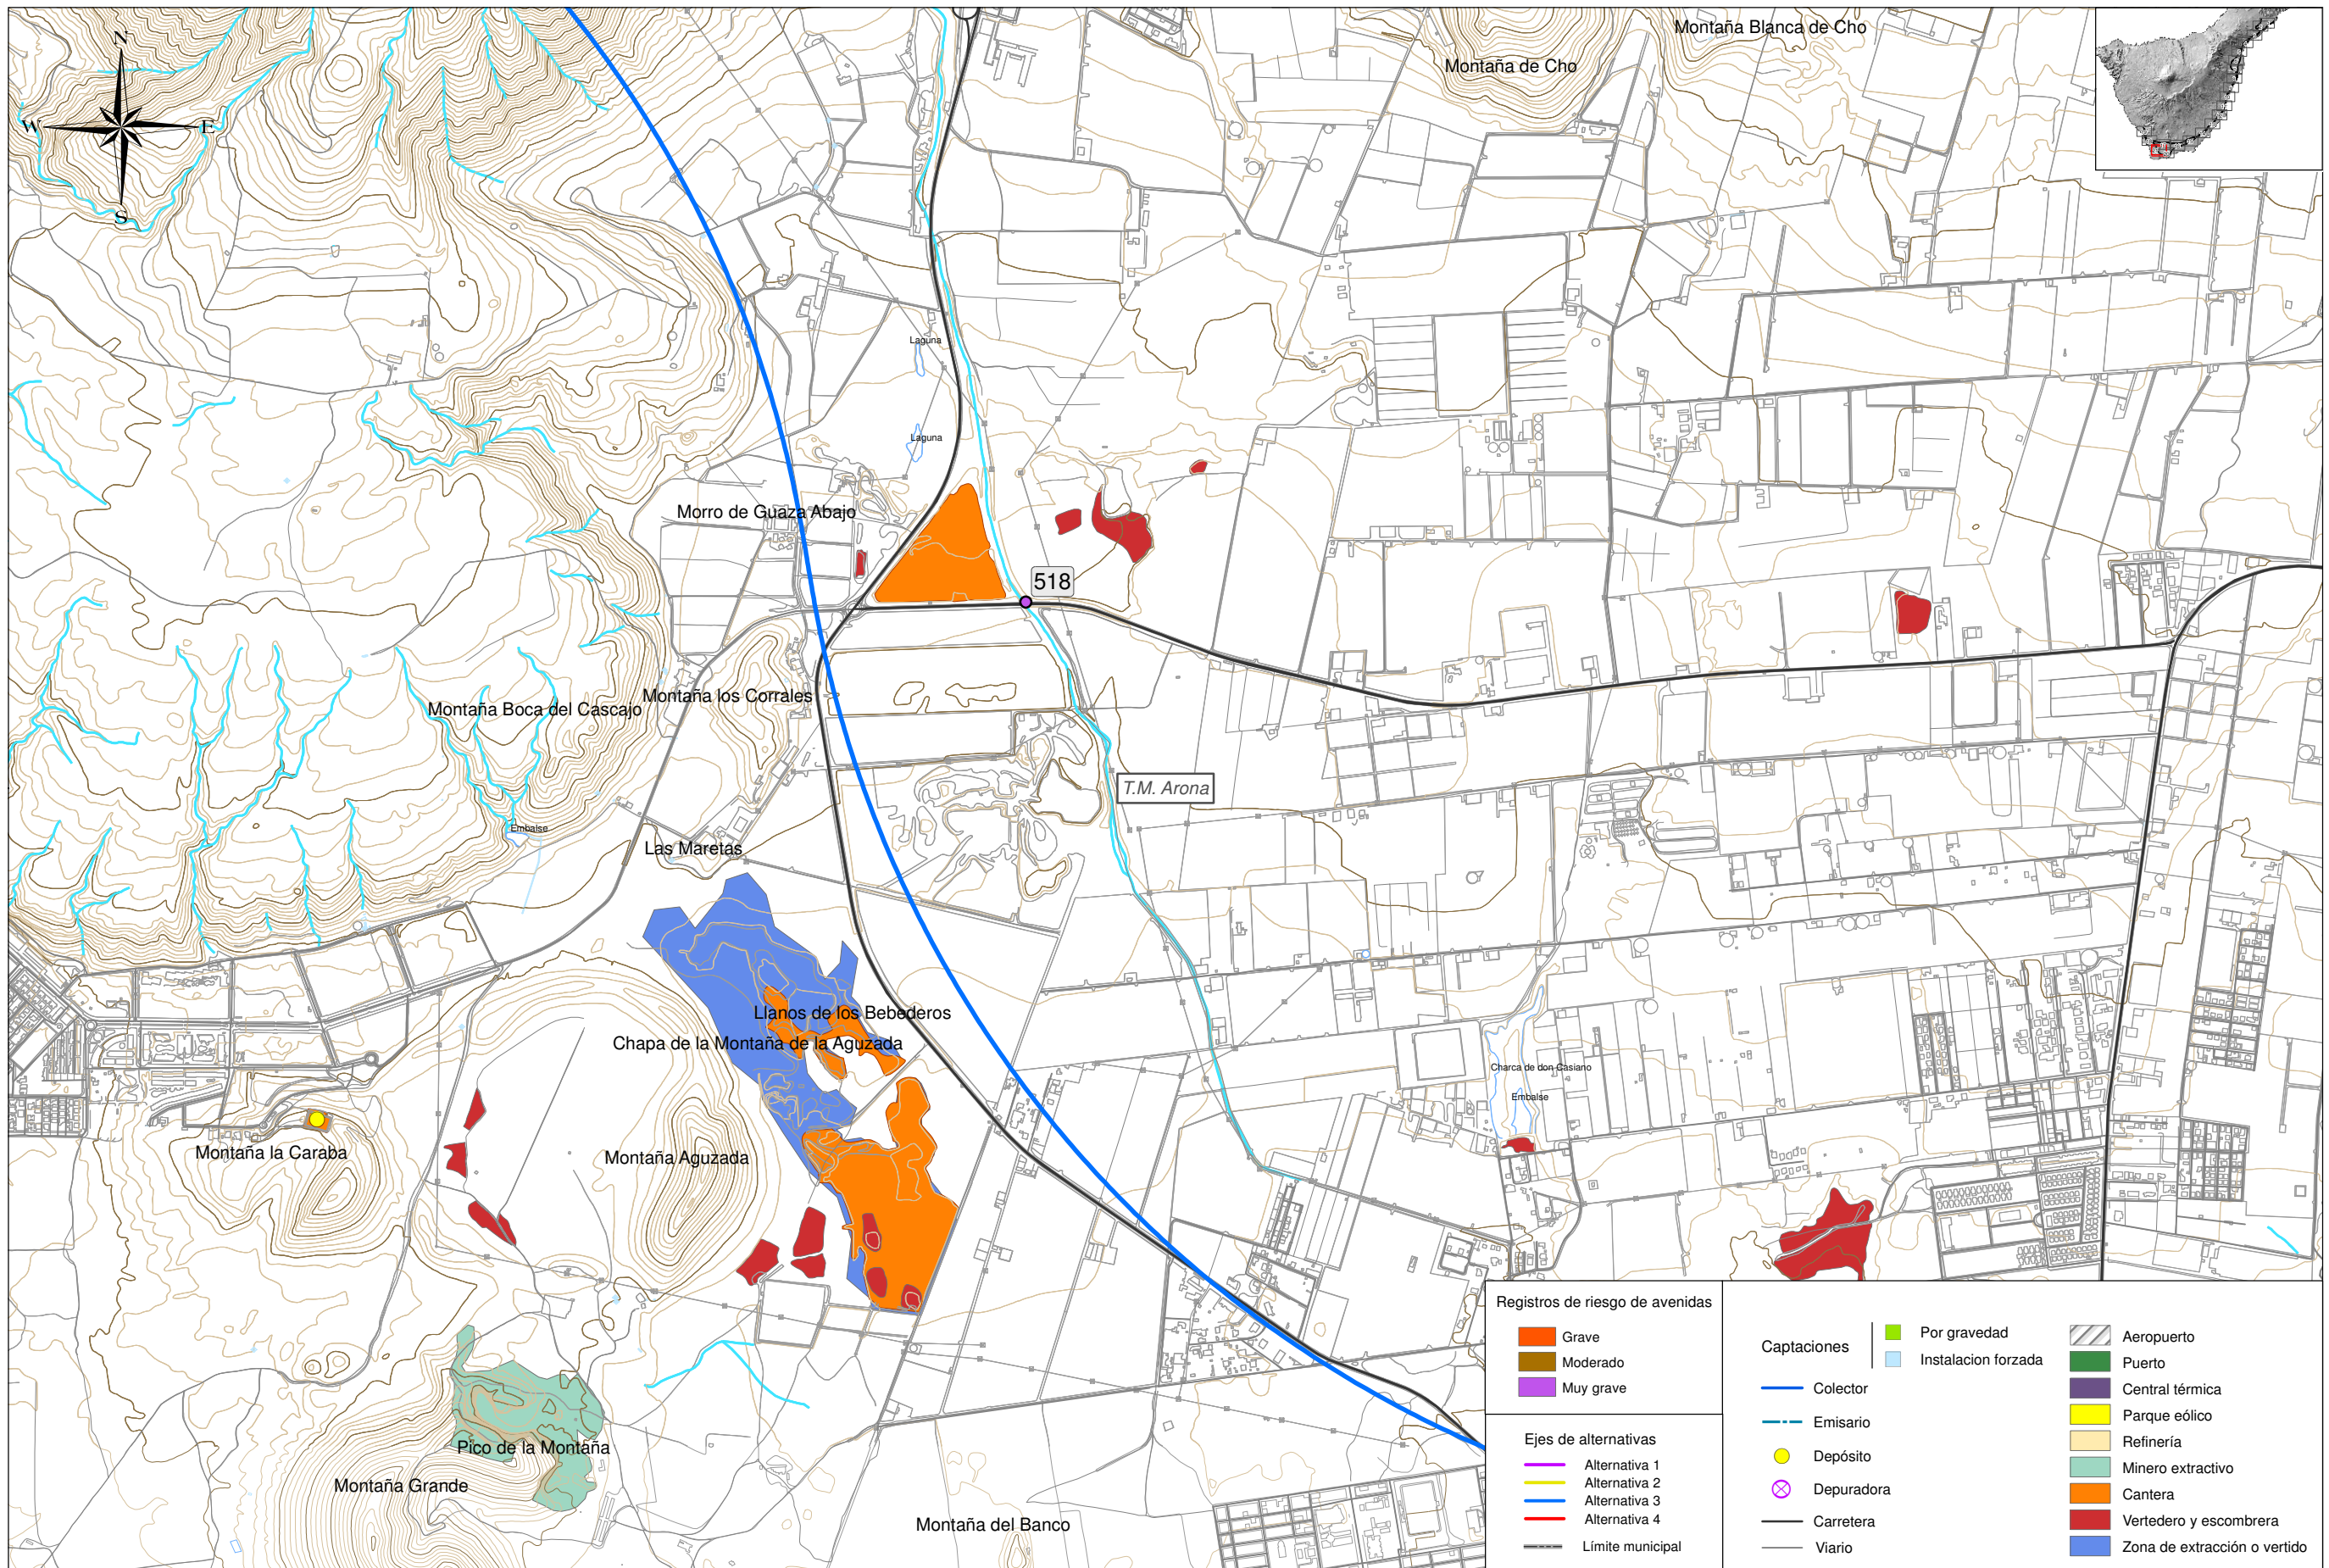 Montaña Blanca de Cho
N
Montaña de Cho
W
E
S
Laguna
Laguna
Morro de Guaza Abajo
518
Montaña los Corrales
Montaña Boca del Cascajo
T.M. Arona
Embalse
Las Maretas
Llanos de los Bebederos
Chapa de la Montaña de la Aguzada
Charca de don Casiano
Embalse
Montaña la Caraba
Montaña Aguzada
Pico de la Montaña
Montaña Grande
Montaña del Banco
Registros de riesgo de avenidas
Grave
Moderado
Muy grave
Ejes de alternativas
Alternativa 1
Alternativa 2
Alternativa 3
Alternativa 4
Límite municipal
Captaciones
Por gravedad
Instalacion forzada
Colector
Emisario
Depósito
Depuradora
Carretera
Viario
Aeropuerto
Puerto
Central térmica
Parque eólico
Refinería
Minero extractivo
Cantera
Vertedero y escombrera
Zona de extracción o vertido